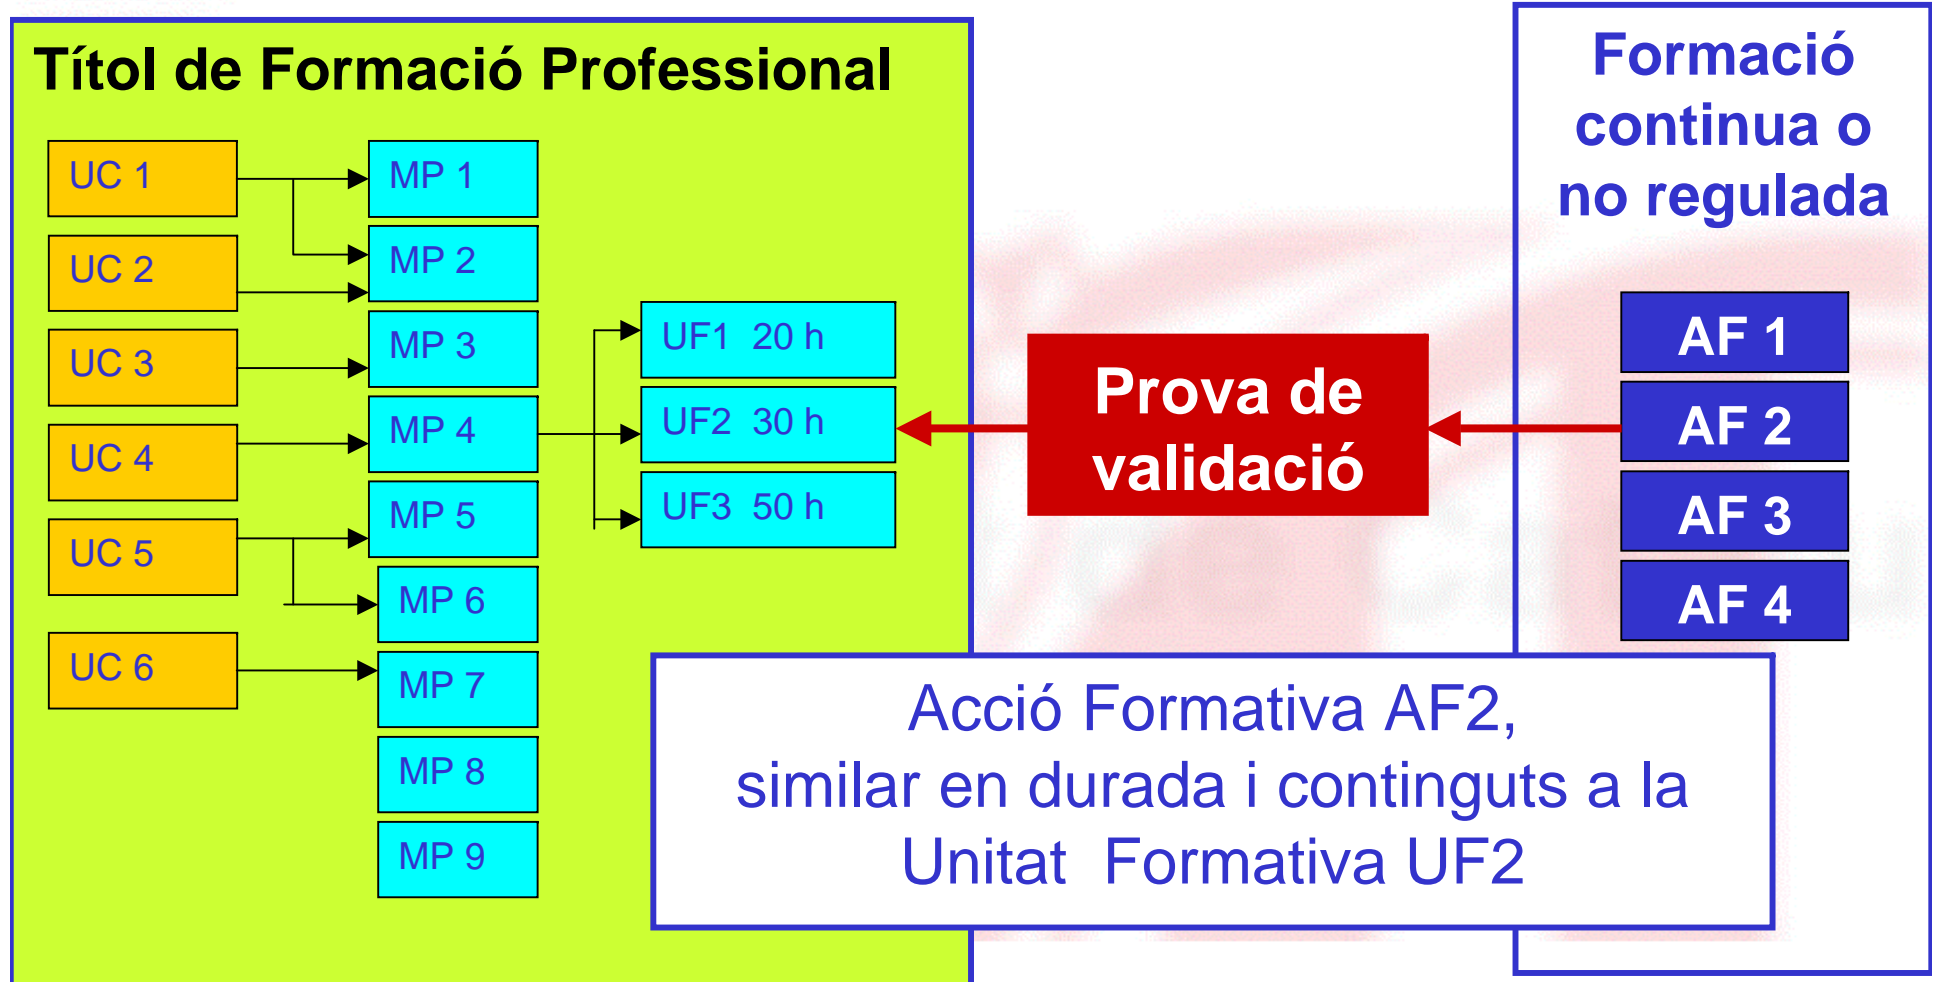 Títol de Formació Professional
UC 1
UC 2
UC 3
UC 4
UC 5
UC 6
MP 1
MP 2
MP 3
MP 4
MP 5
MP 6
MP 7
MP 8
MP 9
UF1 20 h
UF2 30 h
UF3 50 h
Prova de
validació
Formació
continua o
no regulada
AF 1
AF 2
AF 3
AF 4
Acció Formativa AF2,
similar en durada i continguts a la
Unitat Formativa UF2